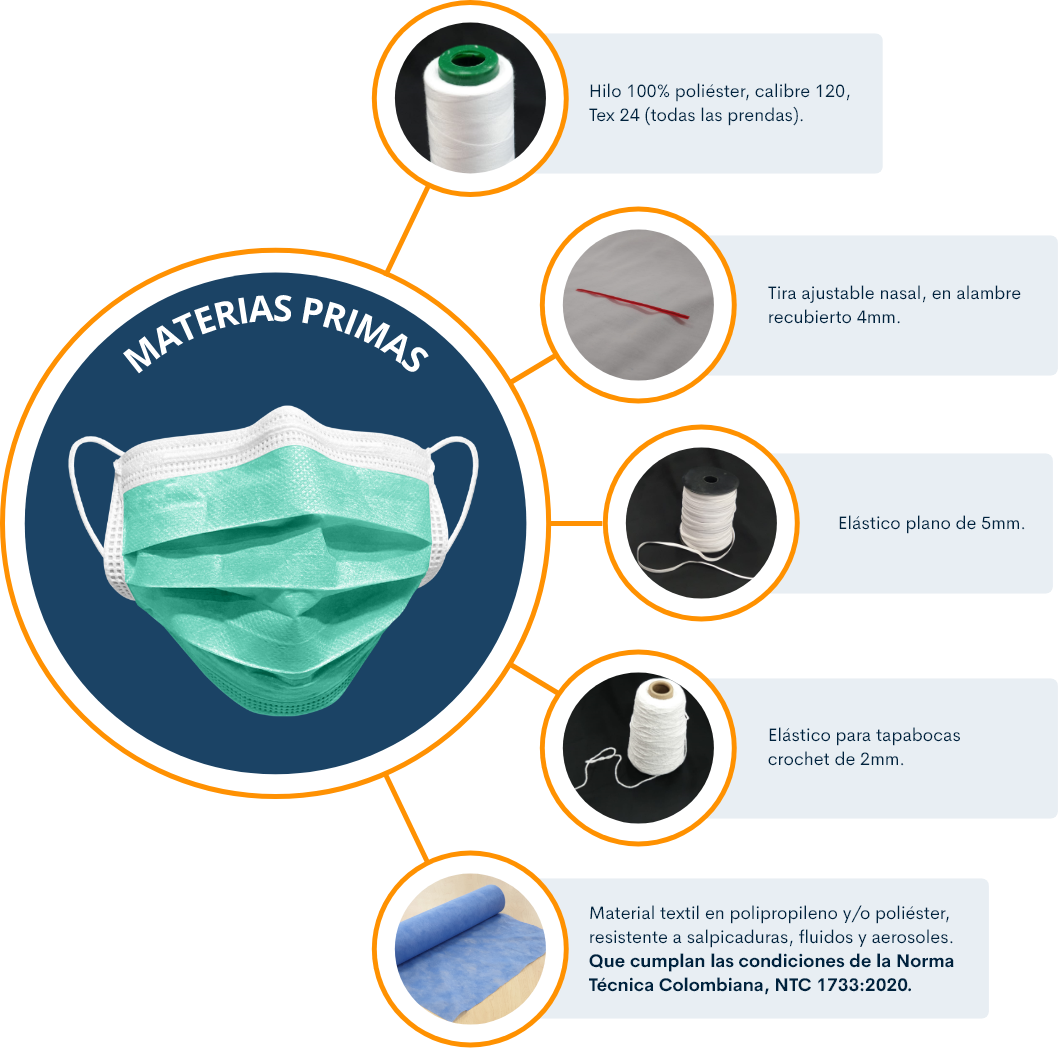 MATERIAS PRIMAS
Hilo 100% poliéster, calibre 120,
Tex 24 (todas las prendas).
Tira ajustable nasal, en alambre
recubierto 4mm.
Elástico plano de 5mm.
Elástico para tapabocas
crochet de 2mm.
Material textil en polipropileno y/o poliéster,
resistente a salpicaduras, fluidos y aerosoles.
Que cumplan las condiciones de la Norma
Técnica Colombiana, NTC 1733:2020.